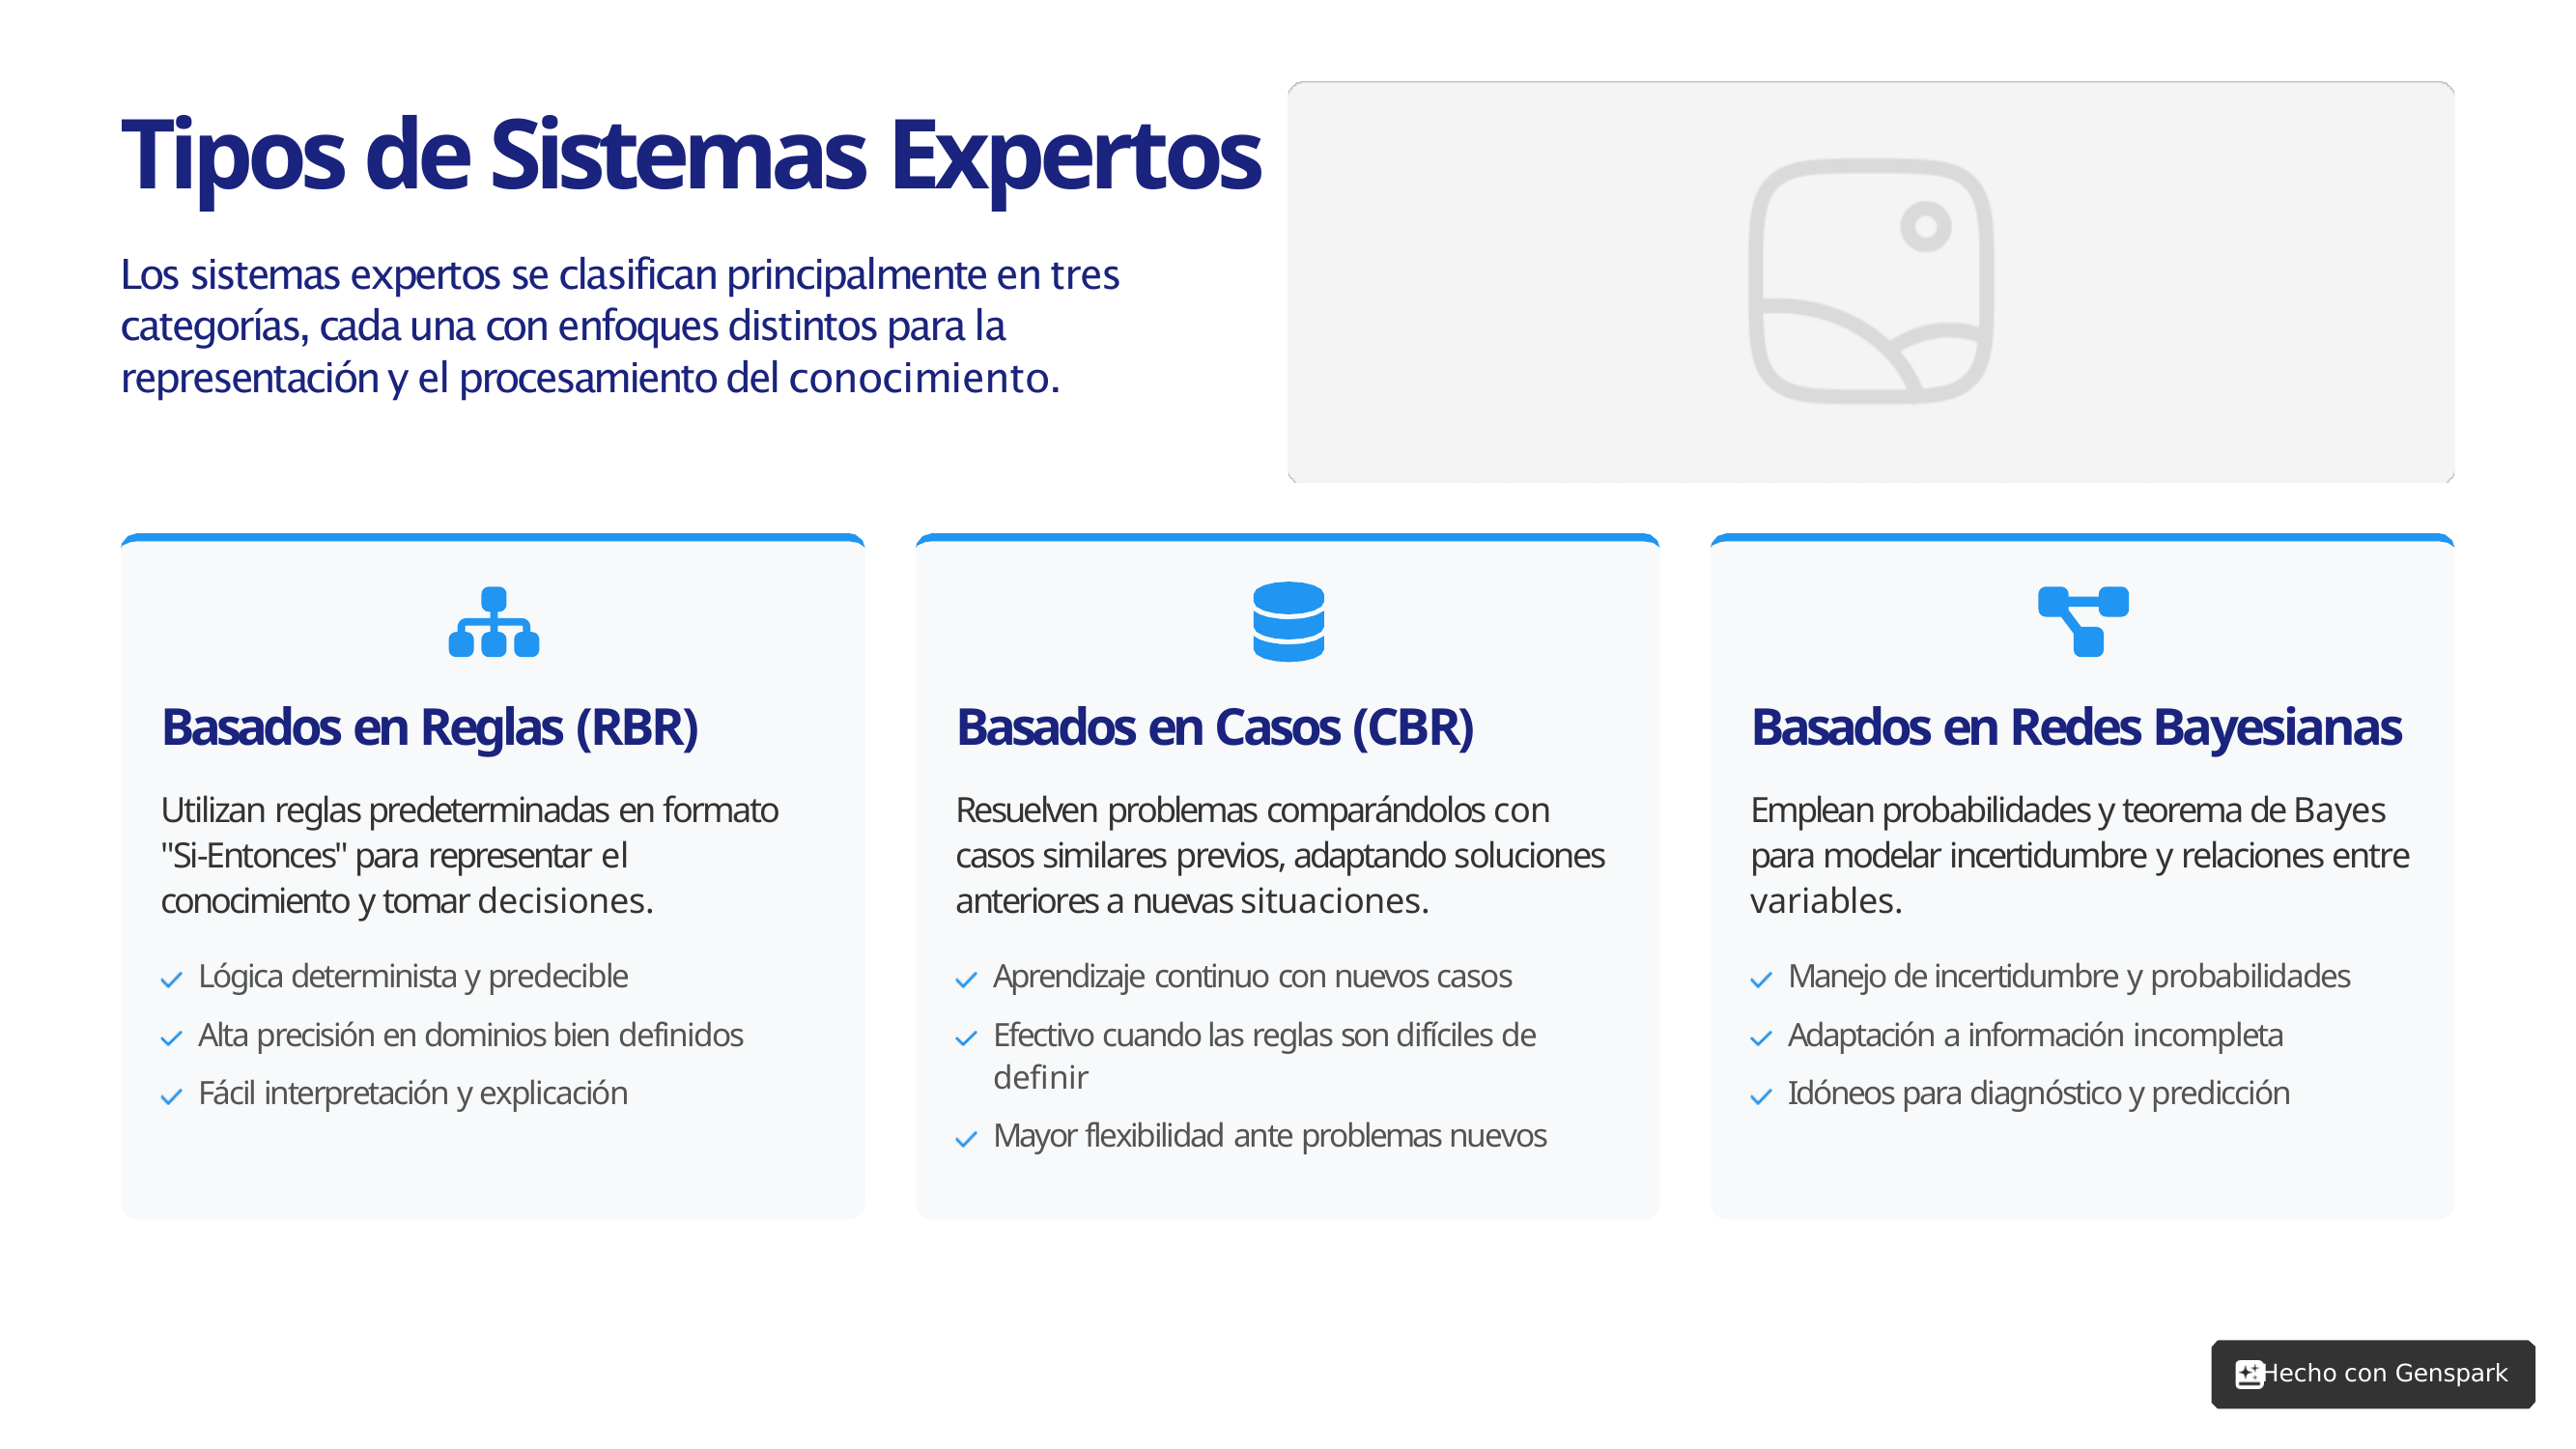 Tipos de Sistemas Expertos
Los sistemas expertos se clasifican principalmente en tres
categorías, cada una con enfoques distintos para la
representación y el procesamiento del conocimiento.
Basados en Reglas (RBR)
Utilizan reglas predeterminadas en formato
"Si-Entonces" para representar el
conocimiento y tomar decisiones.
Lógica determinista y predecible
Alta precisión en dominios bien definidos
Fácil interpretación y explicación
Basados en Casos (CBR)
Resuelven problemas comparándolos con
casos similares previos, adaptando soluciones
anteriores a nuevas situaciones.
Aprendizaje continuo con nuevos casos
Efectivo cuando las reglas son difíciles de
definir
Mayor flexibilidad ante problemas nuevos
Basados en Redes Bayesianas
Emplean probabilidades y teorema de Bayes
para modelar incertidumbre y relaciones entre
variables.
Manejo de incertidumbre y probabilidades
Adaptación a información incompleta
Idóneos para diagnóstico y predicción
Hecho con Genspark